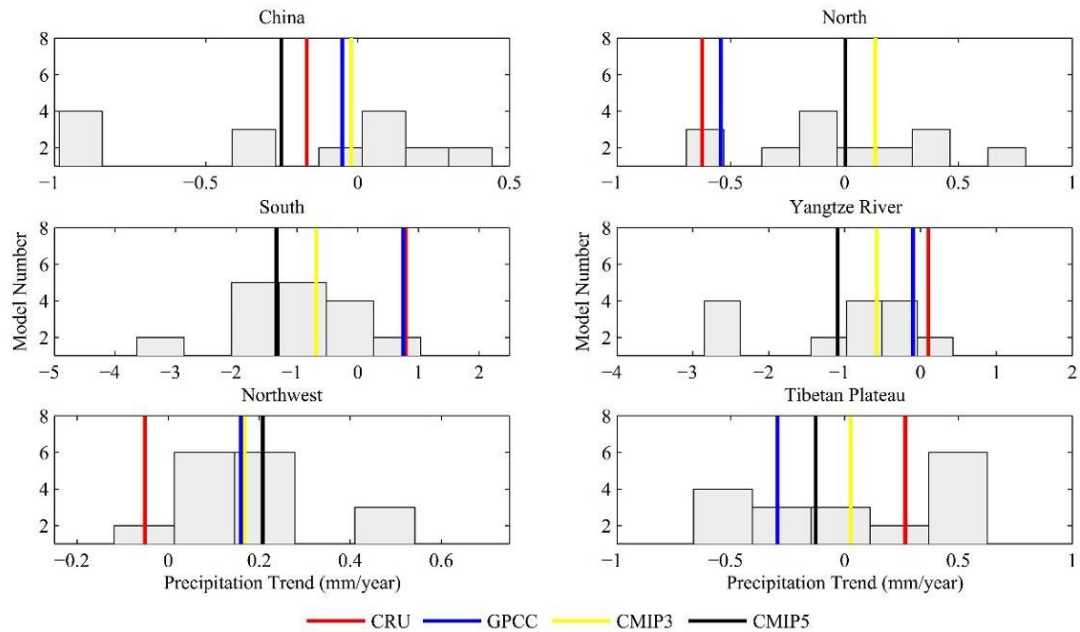 China
8
6
4
2
−1 −0.5 0 0.5
North
8
6
4
2
−1 −0.5 0 0.5 1
South
Model Number
8
6
4
2
−5 −4 −3 −2 −1 0 1 2
Yangtze River
Model Number
8
6
4
2
−4 −3 −2 −1 0 1 2
Northwest
8
6
4
2
−0.2 0 0.2 0.4 0.6
Precipitation Trend (mm/year)
Tibetan Plateau
8
6
4
2
−1 −0.5 0 0.5 1
Precipitation Trend (mm/year)
CRU GPCC CMIP3 CMIP5